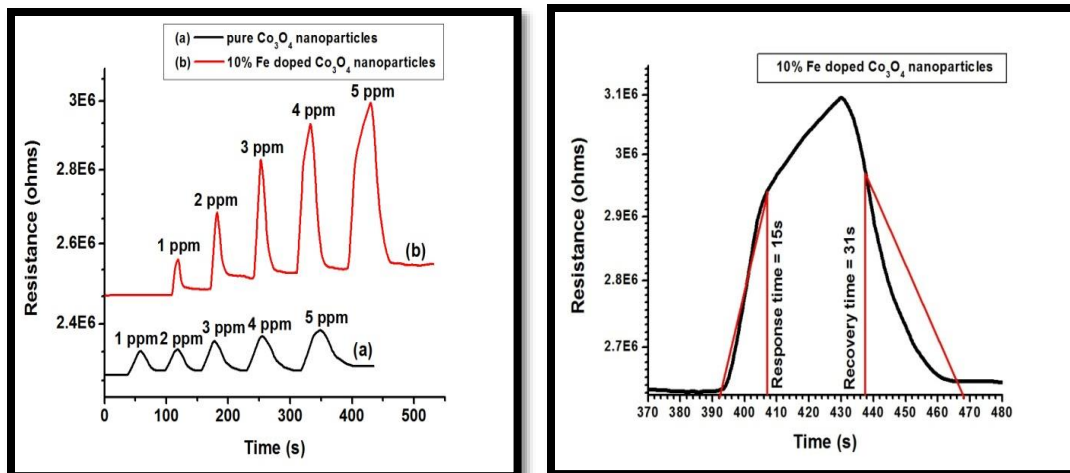 (a) pure Co₃O₄ nanoparticles
(b) 10% Fe doped Co₃O₄ nanoparticles
3E6
2.8E6
2.6E6
2.4E6
Resistance (ohms)
1 ppm
2 ppm
3 ppm
4 ppm
5 ppm
(b)
1 ppm
2 ppm
3 ppm
4 ppm
5 ppm
(a)
0 100 200 300 400 500
Time (s)
10% Fe doped Co₃O₄ nanoparticles
3.1E6
3E6
2.9E6
2.8E6
2.7E6
Resistance (ohms)
Response time = 15s
Recovery time = 31s
370 380 390 400 410 420 430 440 450 460 470 480
Time (s)